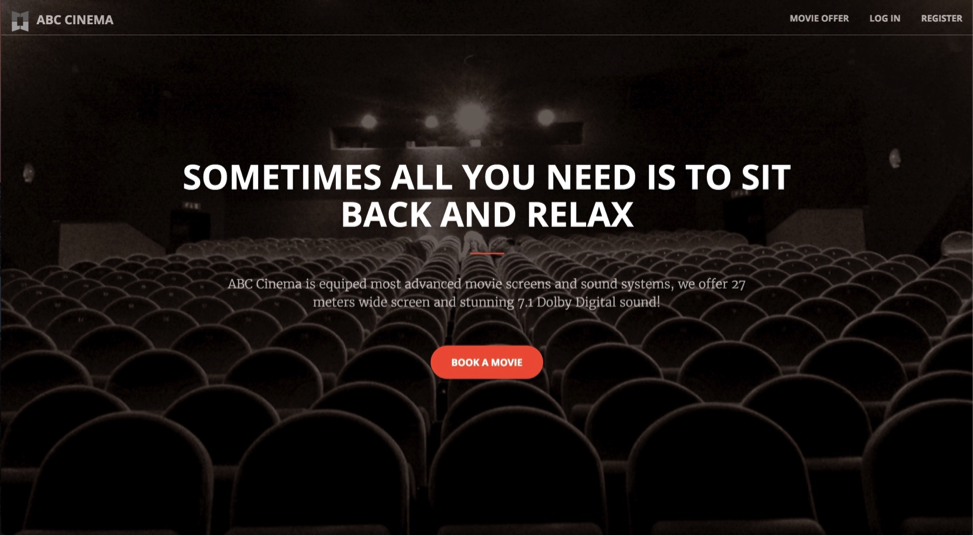 ABC CINEMA
MOVIE OFFER LOG IN REGISTER
SOMETIMES ALL YOU NEED IS TO SIT
BACK AND RELAX
ABC Cinema is equiped most advanced movie screens and sound systems, we offer 27
meters wide screen and stunning 7.1 Dolby Digital sound!
BOOK A MOVIE